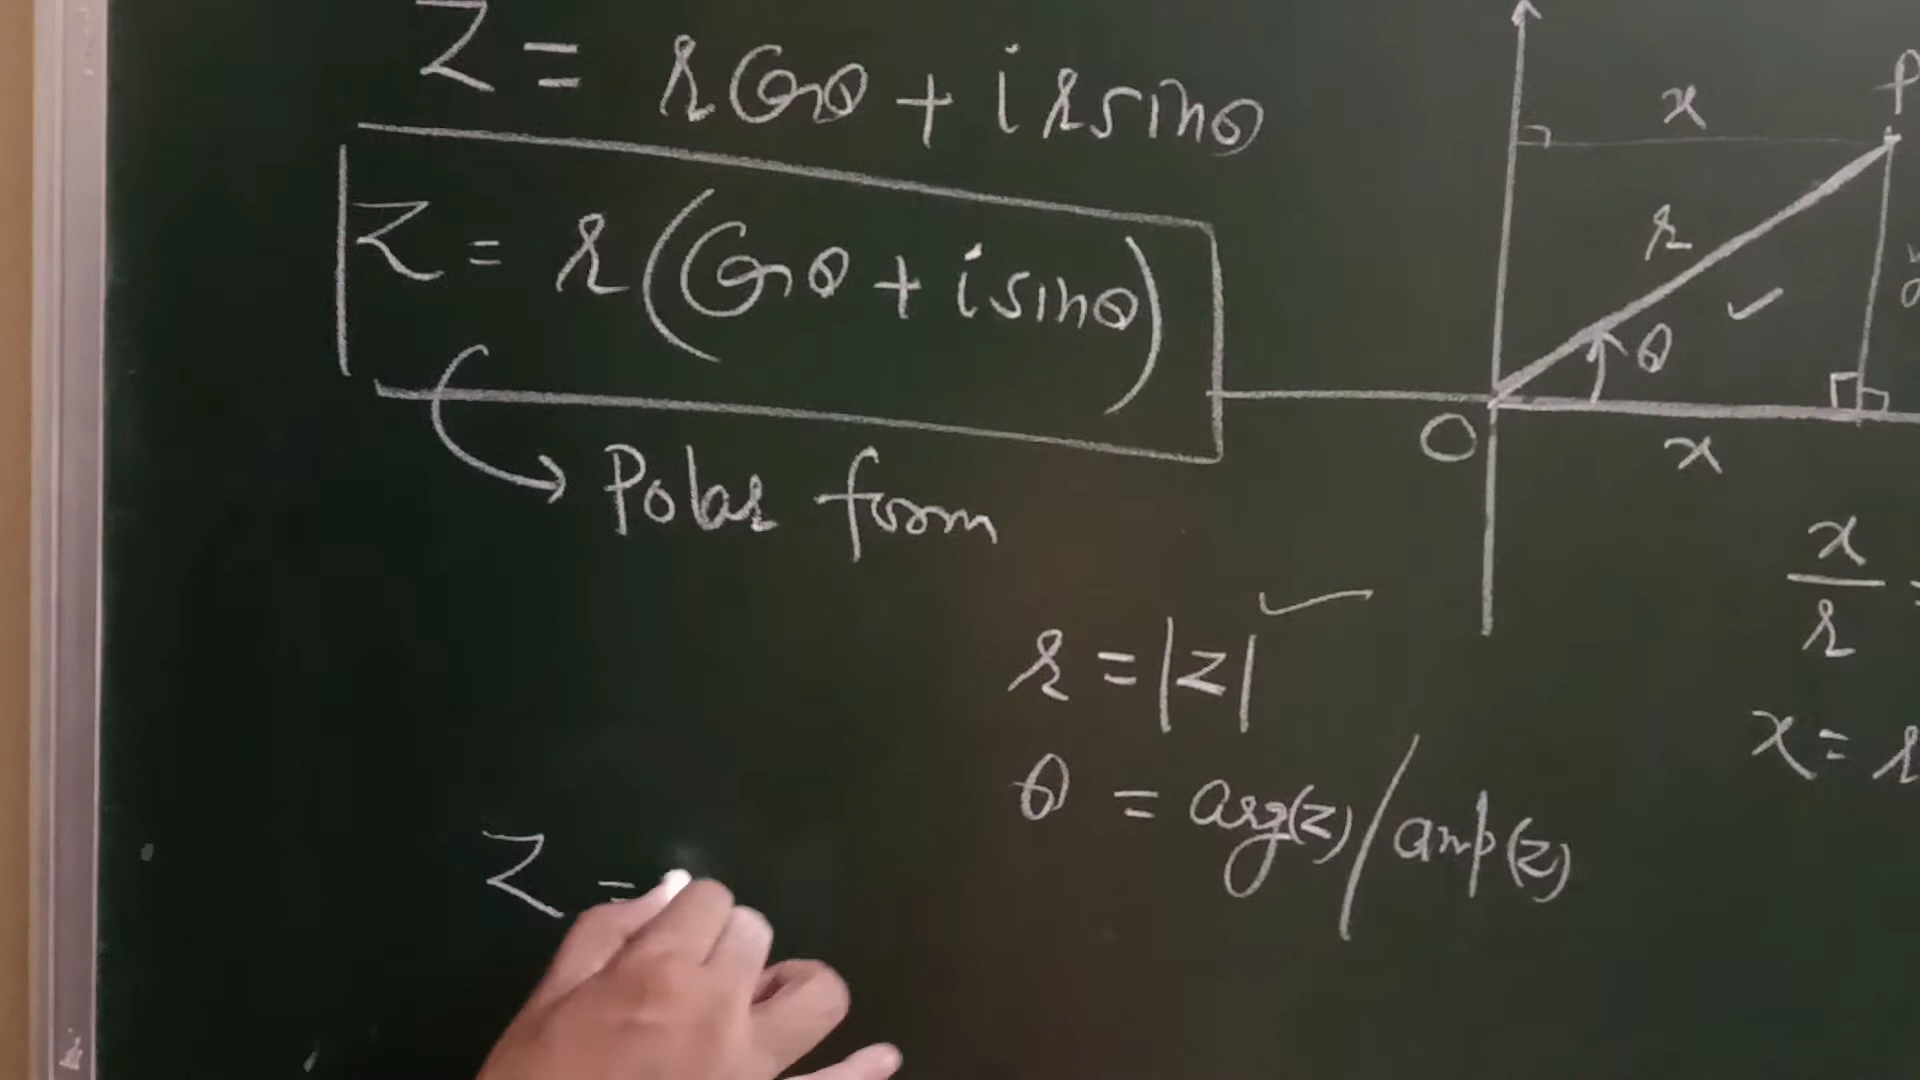 Z = r Cosθ + i r sinθ
Z = r (Cosθ + i sinθ)
→ Polar form
r = |z| ✓
θ = arg(z) / amp(z)
Z =
P
x
r
✓
θ
y
O
x
x/r =
x = r